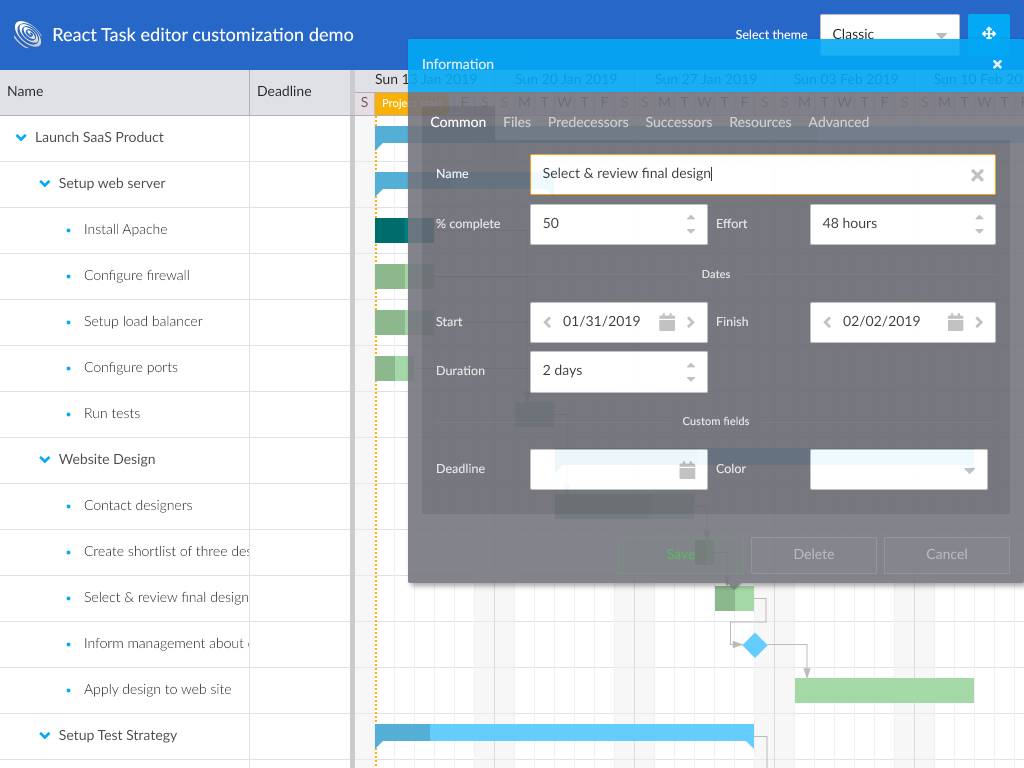 React Task editor customization demo
Select theme
Classic
Information
Name
Deadline
Sun 13 Jan 2019
Sun 20 Jan 2019
Sun 27 Jan 2019
Sun 03 Feb 2019
Sun 10 Feb 20
S
Project start
F S S M T W T F S S M T W T F S S M T W T F S S M T W T
Common Files Predecessors Successors Resources Advanced
Launch SaaS Product
Setup web server
Install Apache
Configure firewall
Setup load balancer
Configure ports
Run tests
Website Design
Contact designers
Create shortlist of three des
Select & review final design
Inform management about
Apply design to web site
Setup Test Strategy
Name
Select & review final design
% complete
50
Effort
48 hours
Dates
Start
01/31/2019
Finish
02/02/2019
Duration
2 days
Custom fields
Deadline
Color
Save
Delete
Cancel